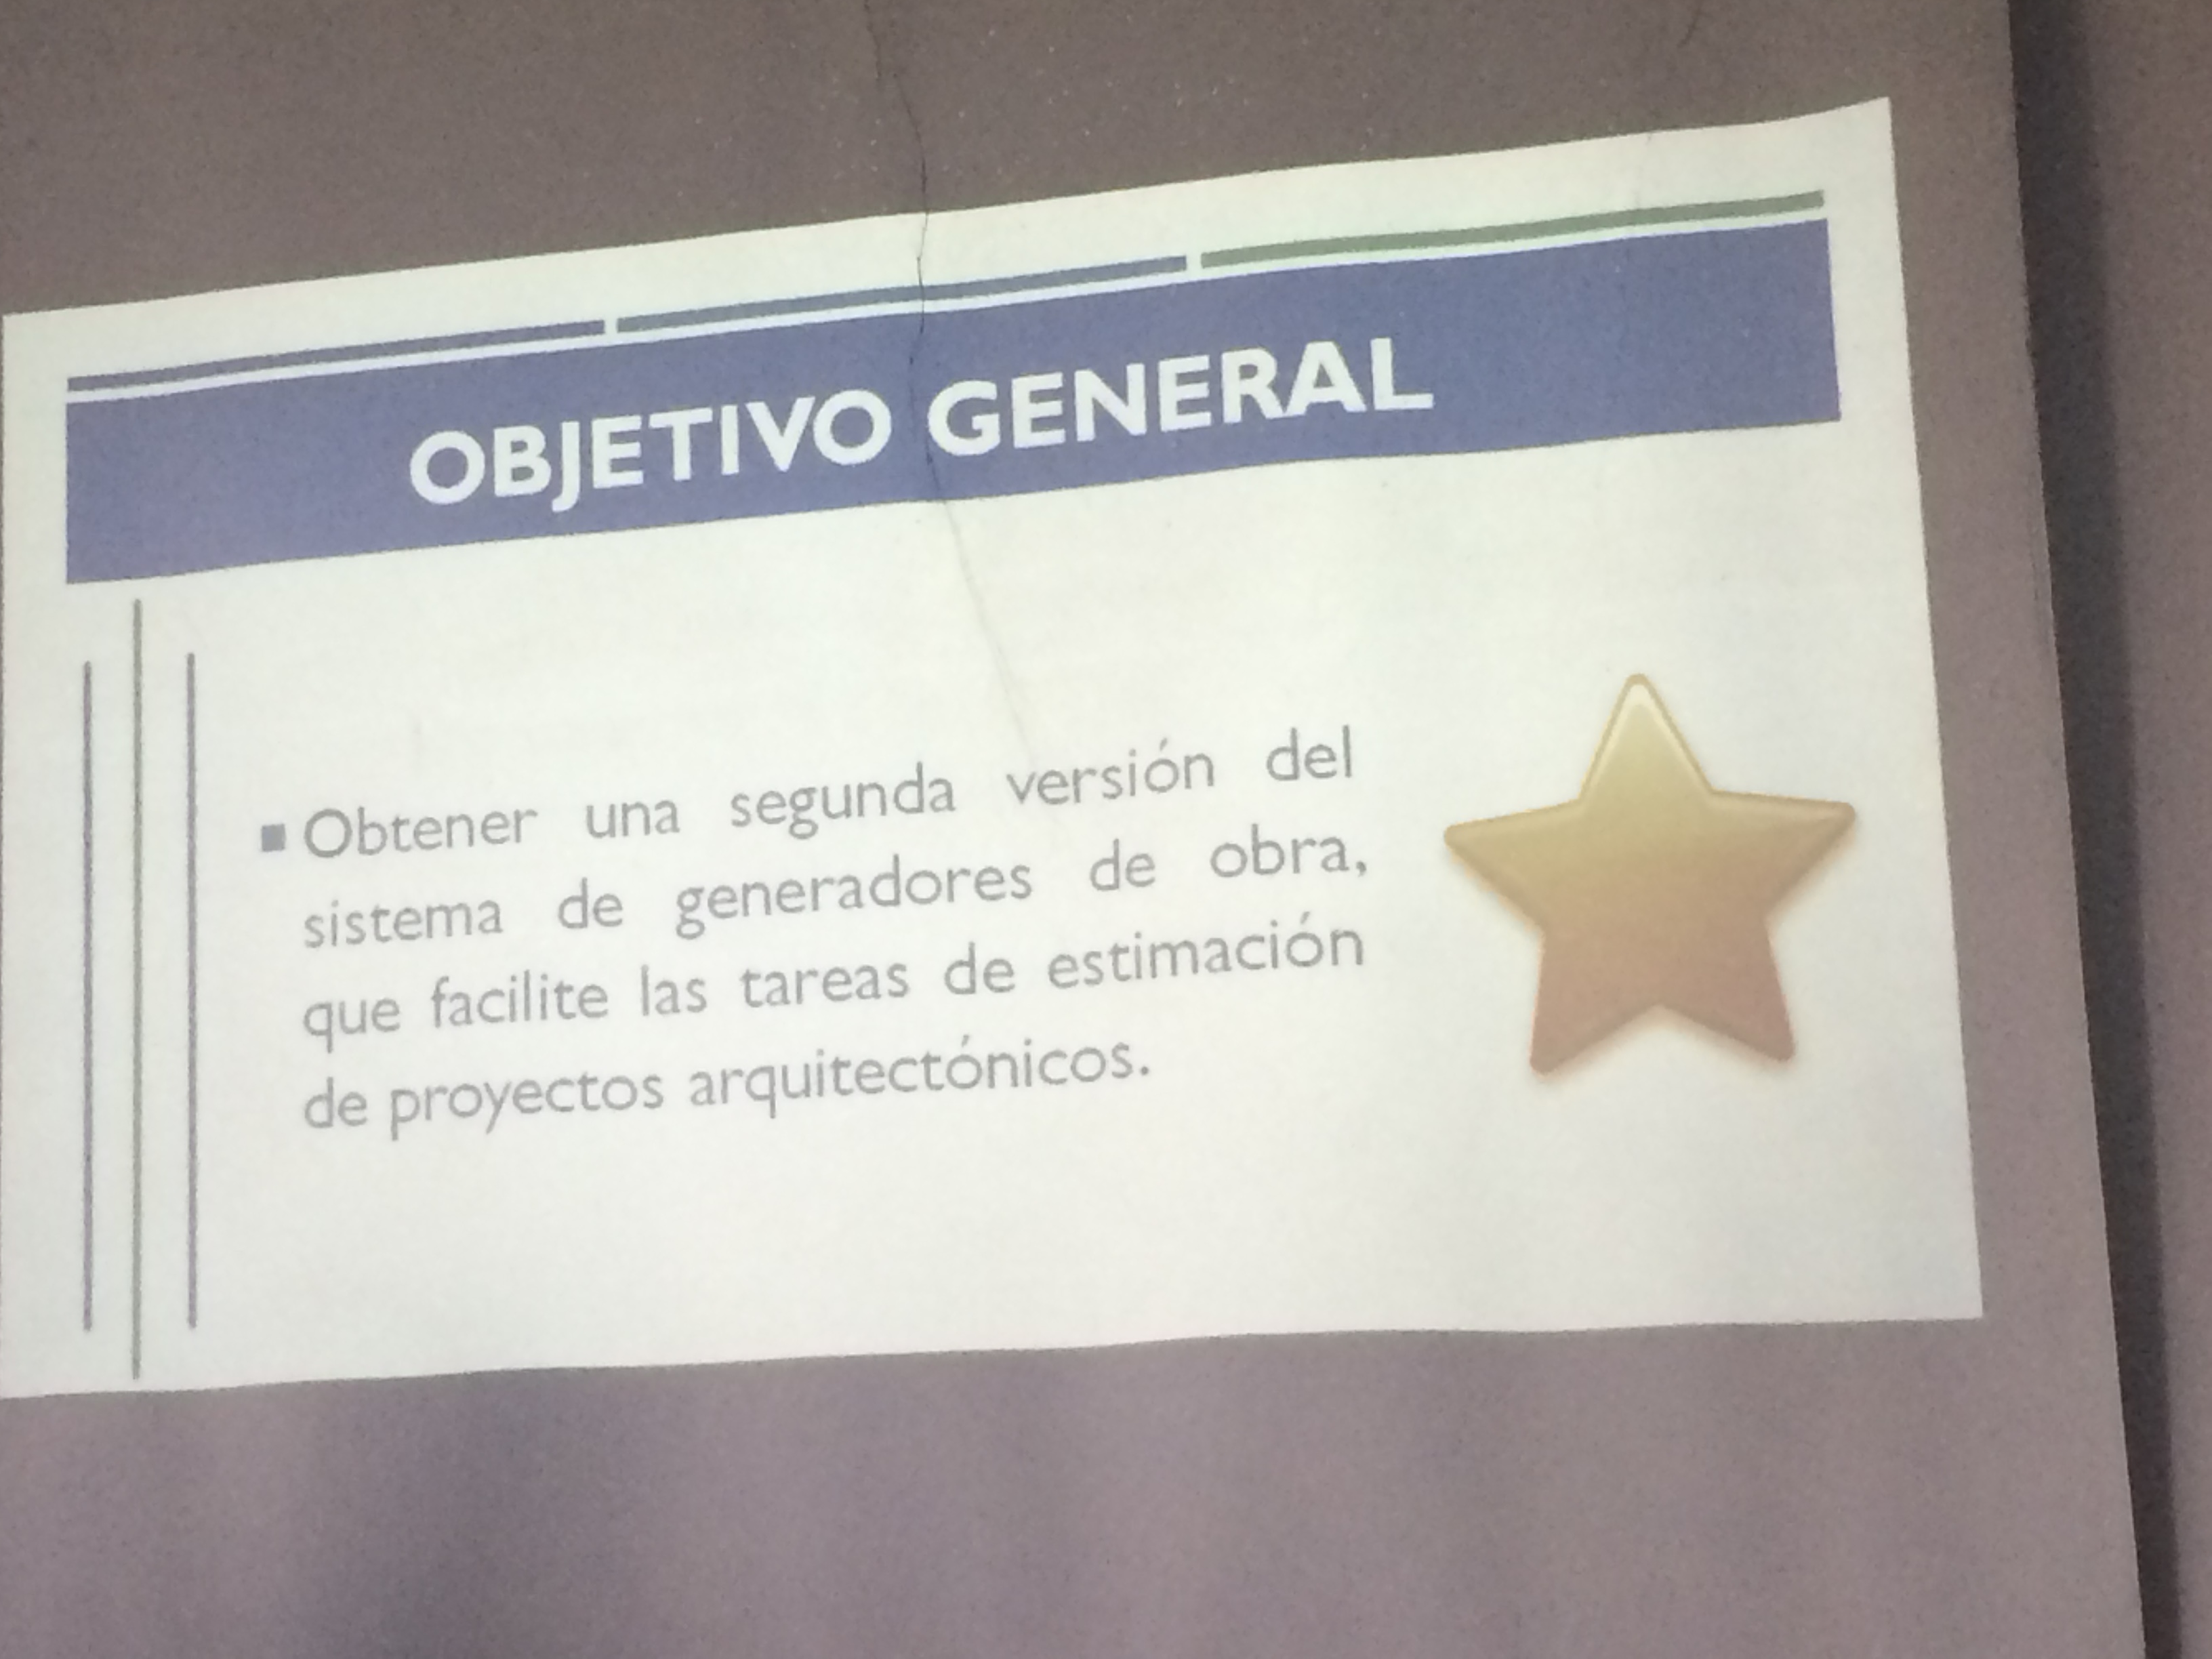 OBJETIVO GENERAL
▪ Obtener una segunda versión del
sistema de generadores de obra,
que facilite las tareas de estimación
de proyectos arquitectónicos.